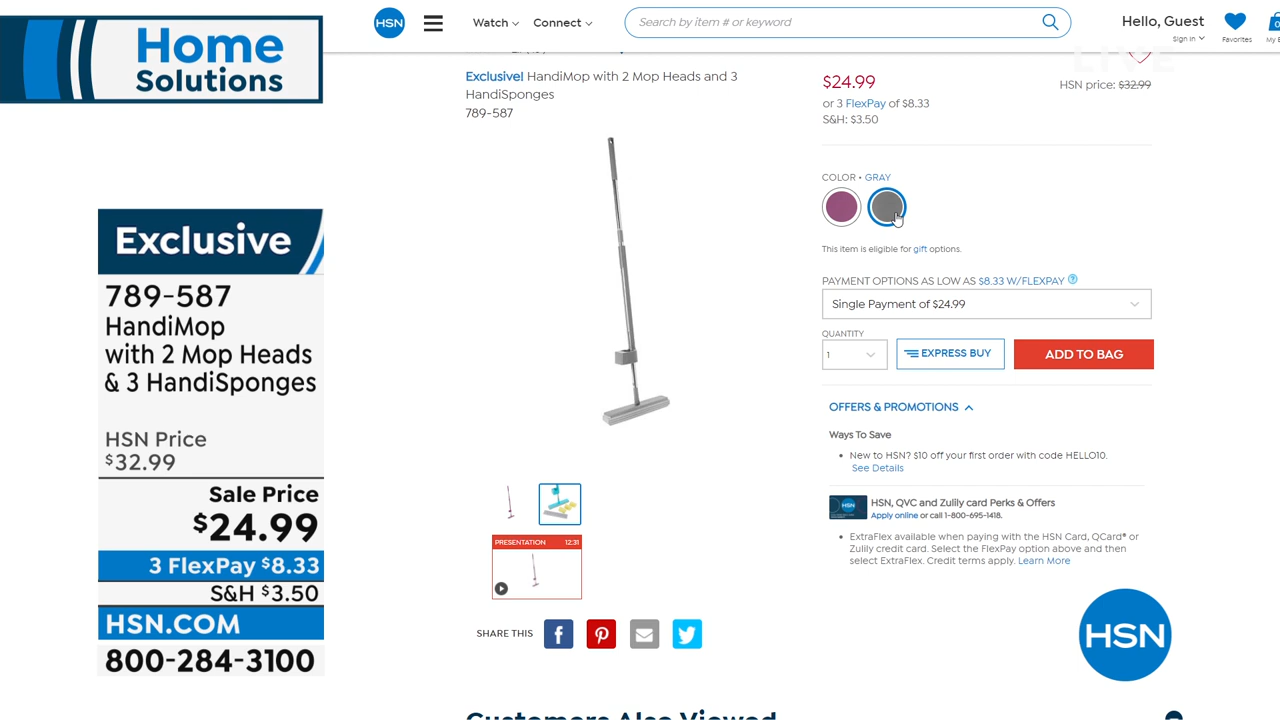 Home
Solutions
Exclusive
789-587
HandiMop
with 2 Mop Heads
& 3 HandiSponges
HSN Price
$32.99
Sale Price
$24.99
3 FlexPay $8.33
S&H $3.50
HSN.COM
800-284-3100
HSN
Watch
Connect
Search by item # or keyword
Hello, Guest
Sign In
Favorites
LIVE
Exclusive! HandiMop with 2 Mop Heads and 3
HandiSponges
789-587
PRESENTATION 12:31
SHARE THIS
$24.99
HSN price: $32.99
or 3 FlexPay of $8.33
S&H: $3.50
COLOR • GRAY
This item is eligible for gift options.
PAYMENT OPTIONS AS LOW AS $8.33 W/FLEXPAY ?
Single Payment of $24.99
QUANTITY
1
EXPRESS BUY
ADD TO BAG
OFFERS & PROMOTIONS
Ways To Save
• New to HSN? $10 off your first order with code HELLO10.
See Details
HSN
HSN, QVC and Zulily card Perks & Offers
Apply online or call 1-800-695-1418.
• ExtraFlex available when paying with the HSN Card, QCard® or
Zulily credit card. Select the FlexPay option above and then
select ExtraFlex. Credit terms apply. Learn More
HSN
Customers Also Viewed